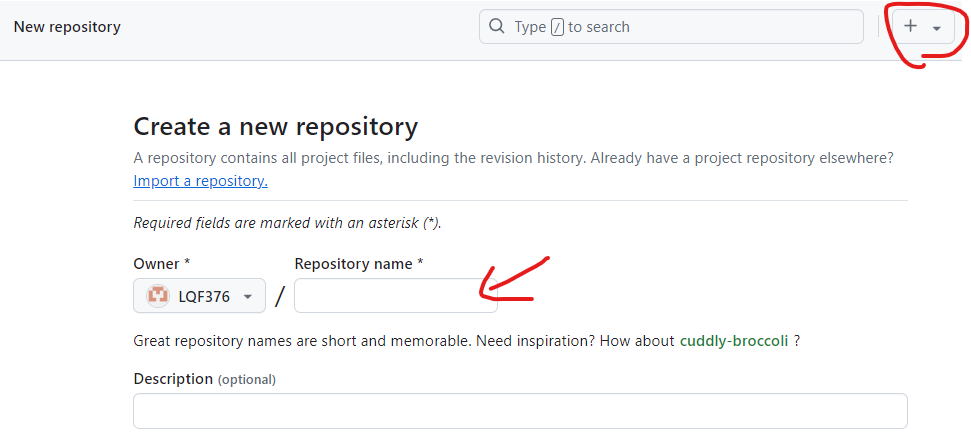 New repository
Type / to search
Create a new repository
A repository contains all project files, including the revision history. Already have a project repository elsewhere?
Import a repository.
Required fields are marked with an asterisk (*).
Owner * Repository name *
LQF376 /
Great repository names are short and memorable. Need inspiration? How about cuddly-broccoli ?
Description (optional)